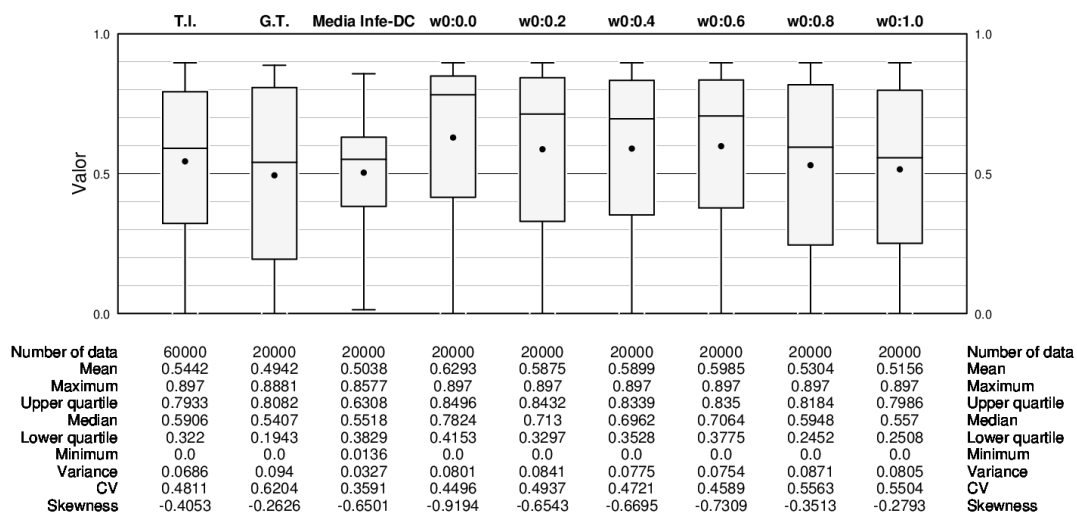 T.I. G.T. Media Infe-DC w0:0.0 w0:0.2 w0:0.4 w0:0.6 w0:0.8 w0:1.0
1.0 1.0
Valor
0.5 0.5
0.0 0.0
Number of data 60000 20000 20000 20000 20000 20000 20000 20000 20000 Number of data
Mean 0.5442 0.4942 0.5038 0.6293 0.5875 0.5899 0.5985 0.5304 0.5156 Mean
Maximum 0.897 0.8881 0.8577 0.897 0.897 0.897 0.897 0.897 0.897 Maximum
Upper quartile 0.7933 0.8082 0.6308 0.8496 0.8432 0.8339 0.835 0.8184 0.7986 Upper quartile
Median 0.5906 0.5407 0.5518 0.7824 0.713 0.6962 0.7064 0.5948 0.557 Median
Lower quartile 0.322 0.1943 0.3829 0.4153 0.3297 0.3528 0.3775 0.2452 0.2508 Lower quartile
Minimum 0.0 0.0 0.0136 0.0 0.0 0.0 0.0 0.0 0.0 Minimum
Variance 0.0686 0.094 0.0327 0.0801 0.0841 0.0775 0.0754 0.0871 0.0805 Variance
CV 0.4811 0.6204 0.3591 0.4496 0.4937 0.4721 0.4589 0.5563 0.5504 CV
Skewness -0.4053 -0.2626 -0.6501 -0.9194 -0.6543 -0.6695 -0.7309 -0.3513 -0.2793 Skewness